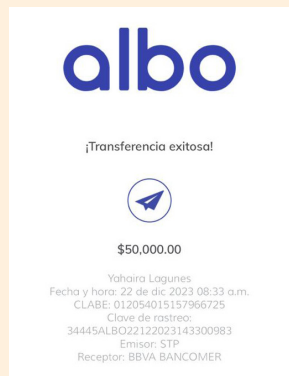 albo
¡Transferencia exitosa!
$50,000.00
Yahaira Lagunes
Fecha y hora: 22 de dic 2023 08:33 a.m.
CLABE: 012054015157966725
Clave de rastreo:
34445ALBO22122023143300983
Emisor: STP
Receptor: BBVA BANCOMER